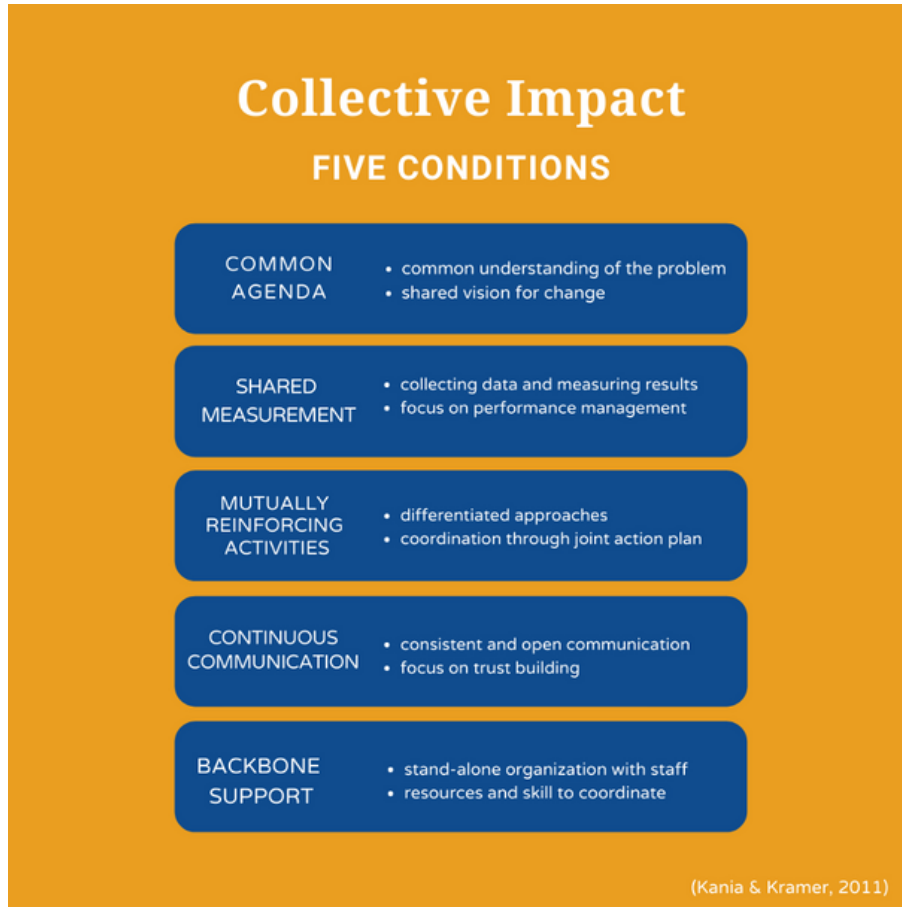 Collective Impact
FIVE CONDITIONS
COMMON
AGENDA
• common understanding of the problem
• shared vision for change
SHARED
MEASUREMENT
• collecting data and measuring results
• focus on performance management
MUTUALLY
REINFORCING
ACTIVITIES
• differentiated approaches
• coordination through joint action plan
CONTINUOUS
COMMUNICATION
• consistent and open communication
• focus on trust building
BACKBONE
SUPPORT
• stand-alone organization with staff
• resources and skill to coordinate
(Kania & Kramer, 2011)